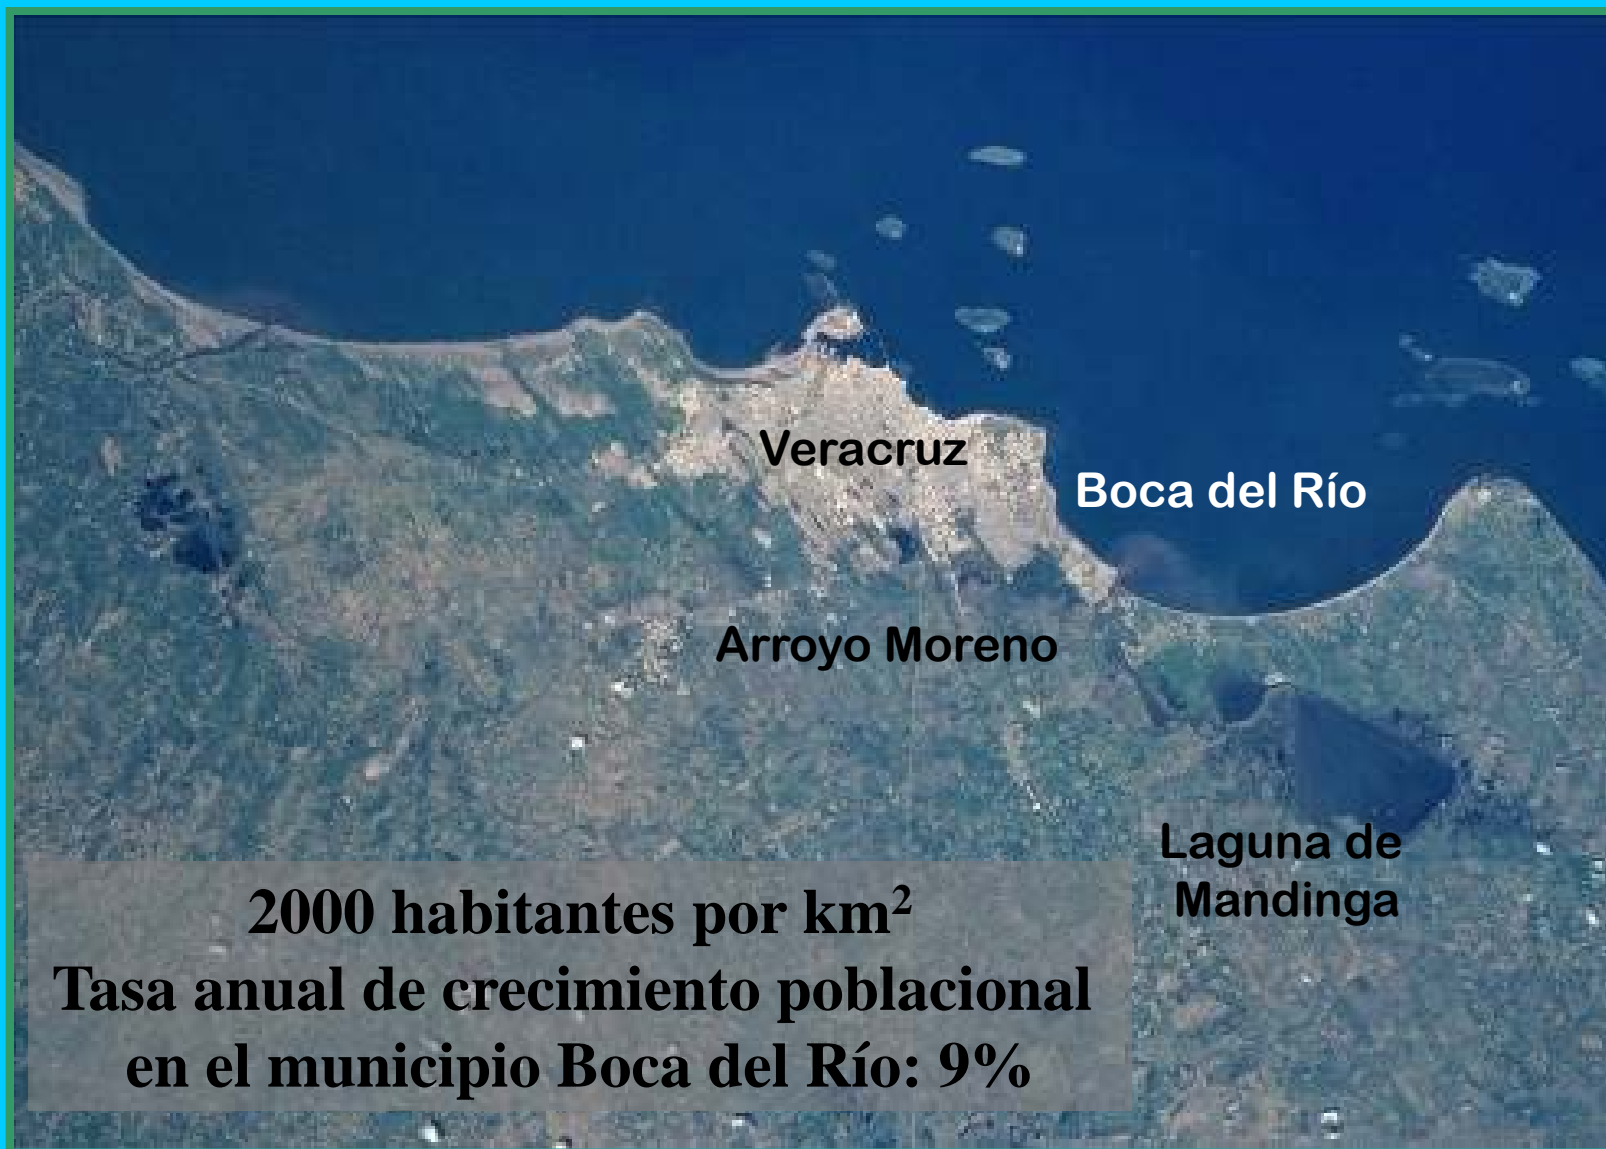 Veracruz
Boca del Río
Arroyo Moreno
Laguna de
Mandinga
2000 habitantes por km²
Tasa anual de crecimiento poblacional
en el municipio Boca del Río: 9%